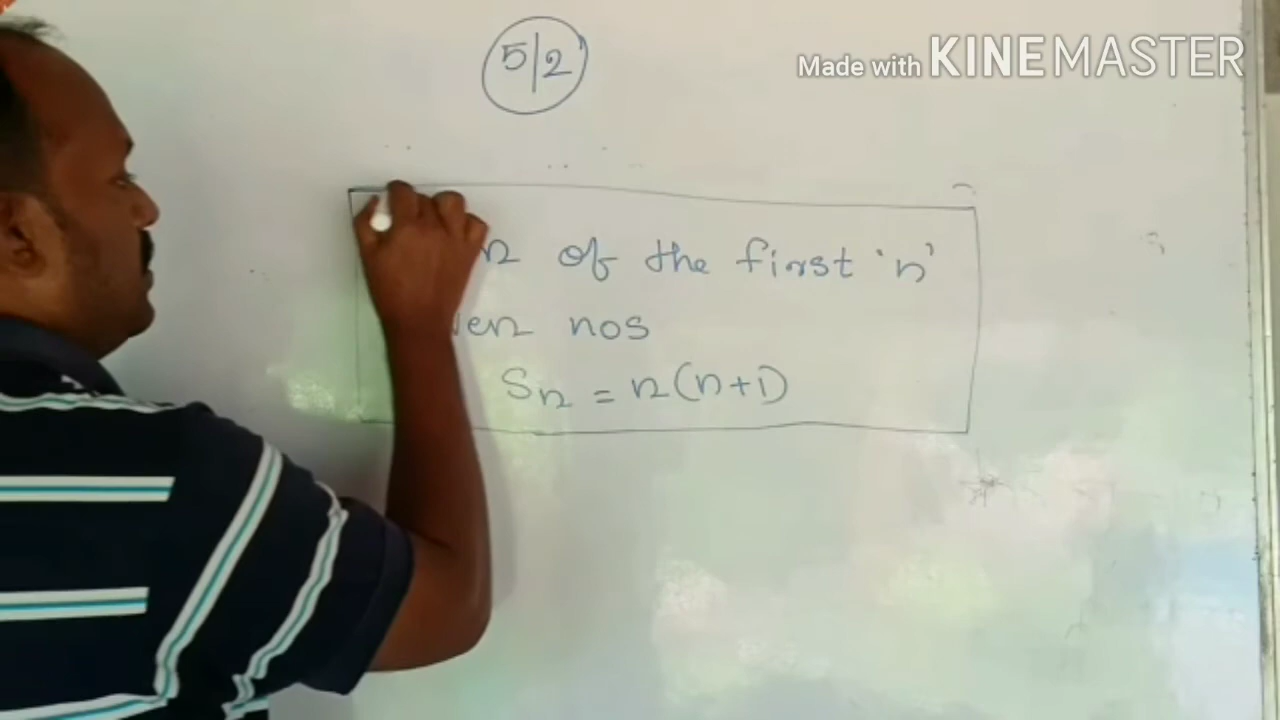 5/2
Made with KINEMASTER
of the first 'n'
nos
Sn = n(n+1)